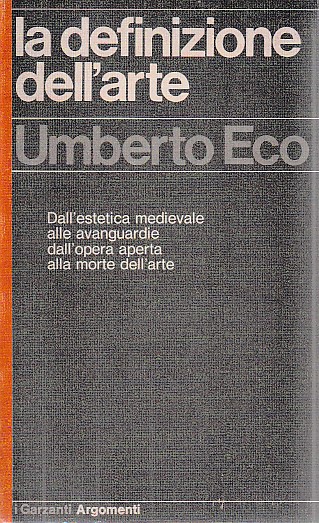 la definizione
dell'arte
Umberto Eco
Dall'estetica medievale
alle avanguardie
dall'opera aperta
alla morte dell'arte
i Garzanti Argomenti